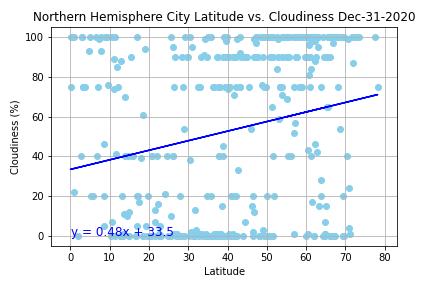 Northern Hemisphere City Latitude vs. Cloudiness Dec-31-2020
100
80
60
40
20
0
Cloudiness (%)
y = 0.48x + 33.5
0 10 20 30 40 50 60 70 80
Latitude